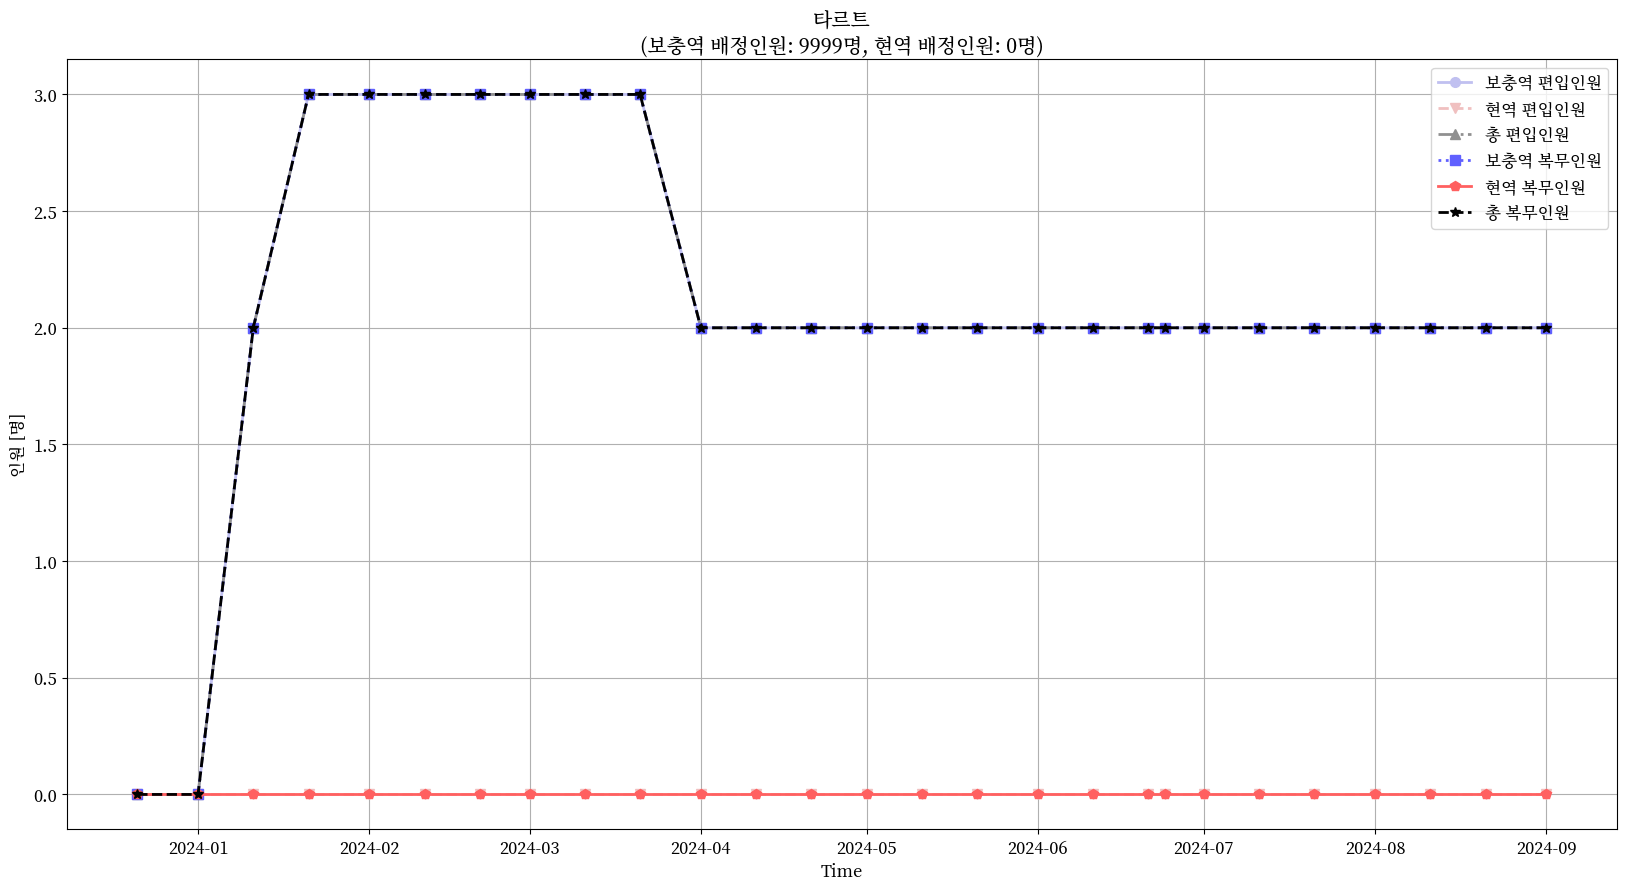 타르트
(보충역 배정인원: 9999명, 현역 배정인원: 0명)
보충역 편입인원
현역 편입인원
총 편입인원
보충역 복무인원
현역 복무인원
총 복무인원
인원 [명]
3.0
2.5
2.0
1.5
1.0
0.5
0.0
2024-01 2024-02 2024-03 2024-04 2024-05 2024-06 2024-07 2024-08 2024-09
Time